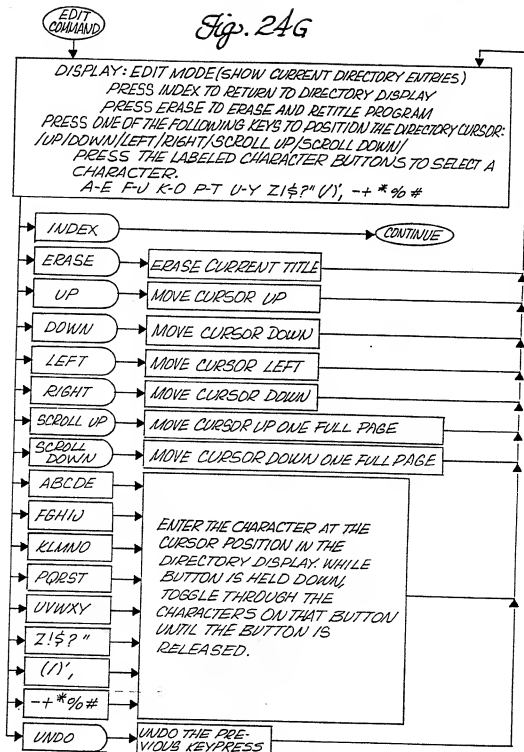 EDIT
COMMAND
Fig. 24G
DISPLAY: EDIT MODE (SHOW CURRENT DIRECTORY ENTRIES)
PRESS INDEX TO RETURN TO DIRECTORY DISPLAY
PRESS ERASE TO ERASE AND RETITLE PROGRAM
PRESS ONE OF THE FOLLOWING KEYS TO POSITION THE DIRECTORY CURSOR:
/UP/DOWN/LEFT/RIGHT/SCROLL UP/SCROLL DOWN/
PRESS THE LABELED CHARACTER BUTTONS TO SELECT A
CHARACTER.
A-E F-J K-O P-T U-Y Z!$?" (/)', -+*%#
INDEX
CONTINUE
ERASE
ERASE CURRENT TITLE
UP
MOVE CURSOR UP
DOWN
MOVE CURSOR DOWN
LEFT
MOVE CURSOR LEFT
RIGHT
MOVE CURSOR DOWN
SCROLL UP
MOVE CURSOR UP ONE FULL PAGE
SCROLL
DOWN
MOVE CURSOR DOWN ONE FULL PAGE
ABCDE
FGHIJ
KLMNO
PQRST
UVWXY
Z!$?"
(/)',
-+*%#
ENTER THE CHARACTER AT THE
CURSOR POSITION IN THE
DIRECTORY DISPLAY. WHILE
BUTTON IS HELD DOWN,
TOGGLE THROUGH THE
CHARACTERS ON THAT BUTTON
UNTIL THE BUTTON IS
RELEASED.
UNDO
UNDO THE PRE-
VIOUS KEYPRESS